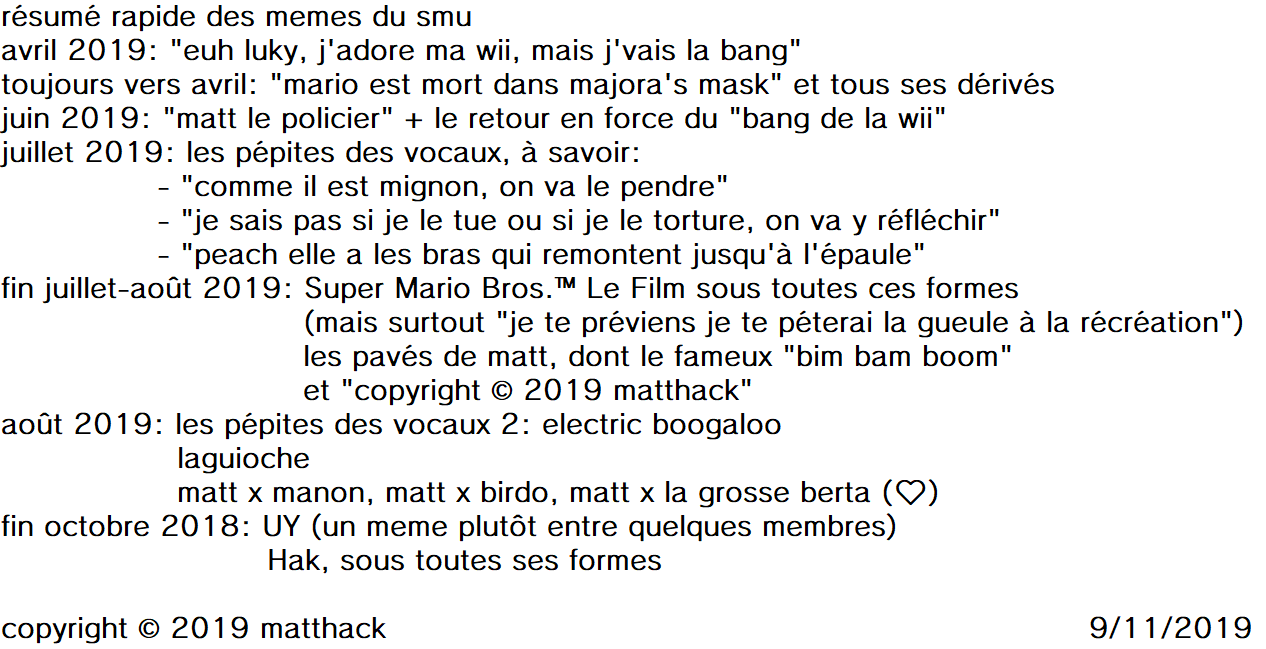 résumé rapide des memes du smu
avril 2019: "euh luky, j'adore ma wii, mais j'vais la bang"
toujours vers avril: "mario est mort dans majora's mask" et tous ses dérivés
juin 2019: "matt le policier" + le retour en force du "bang de la wii"
juillet 2019: les pépites des vocaux, à savoir:
- "comme il est mignon, on va le pendre"
- "je sais pas si je le tue ou si je le torture, on va y réfléchir"
- "peach elle a les bras qui remontent jusqu'à l'épaule"
fin juillet-août 2019: Super Mario Bros.™ Le Film sous toutes ces formes
(mais surtout "je te préviens je te péterai la gueule à la récréation")
les pavés de matt, dont le fameux "bim bam boom"
et "copyright © 2019 matthack"
août 2019: les pépites des vocaux 2: electric boogaloo
laguioche
matt x manon, matt x birdo, matt x la grosse berta (♡)
fin octobre 2018: UY (un meme plutôt entre quelques membres)
Hak, sous toutes ses formes
copyright © 2019 matthack 9/11/2019